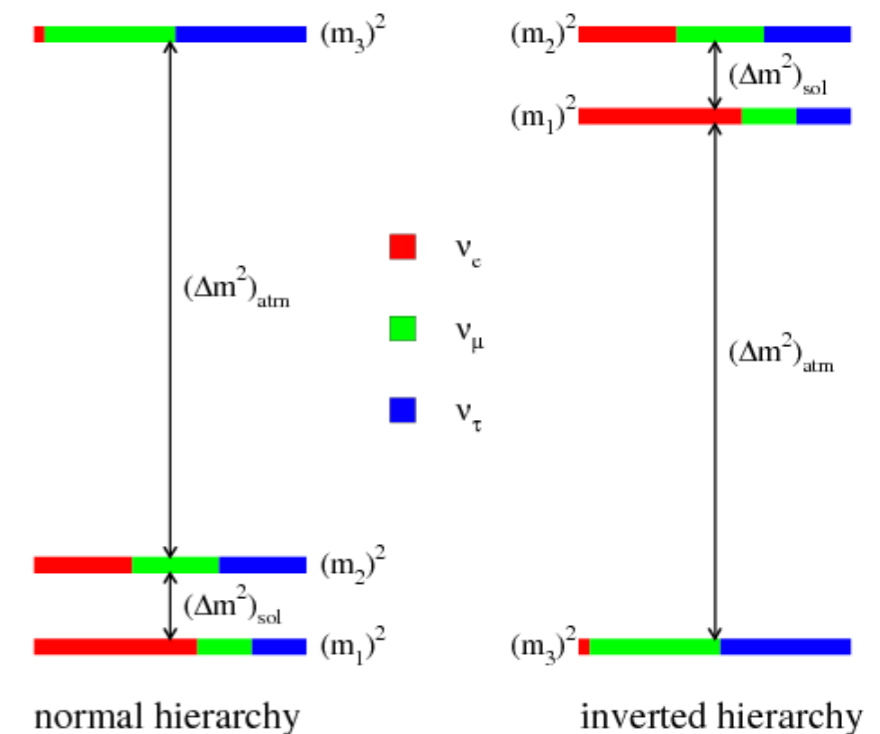 (m₃)²
(Δm²)atm
(m₂)²
(Δm²)sol
(m₁)²
normal hierarchy
νe
νμ
ντ
(m₂)²
(Δm²)sol
(m₁)²
(Δm²)atm
(m₃)²
inverted hierarchy